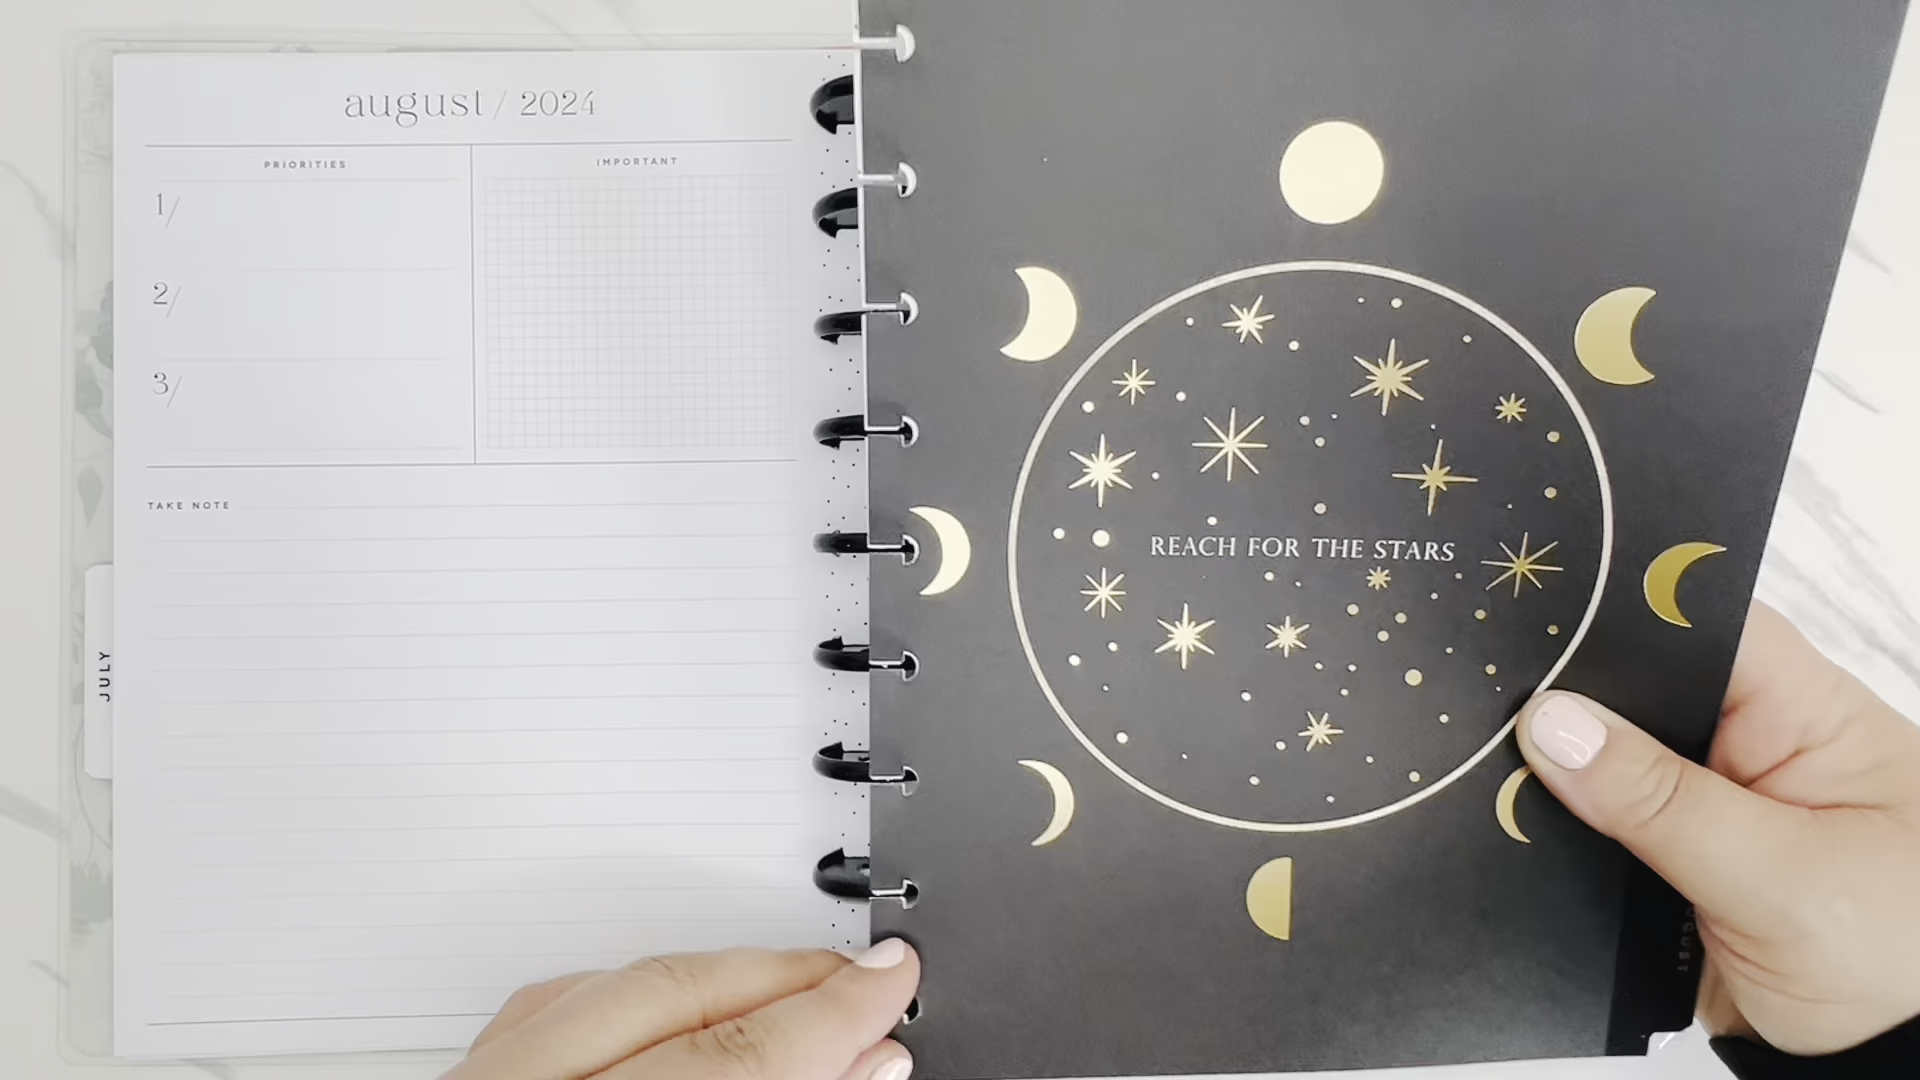 august / 2024
PRIORITIES
IMPORTANT
1/
2/
3/
TAKE NOTE
JULY
REACH FOR THE STARS